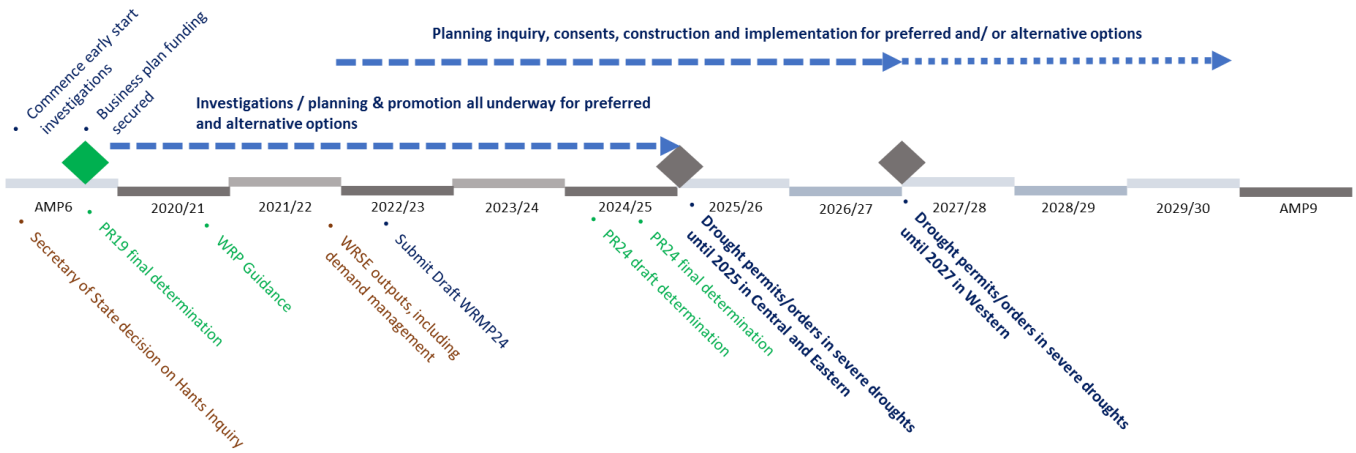 Planning inquiry, consents, construction and implementation for preferred and/ or alternative options
Commence early start
investigations
Business plan funding
secured
Investigations / planning & promotion all underway for preferred
and alternative options
AMP6
2020/21
2021/22
2022/23
2023/24
2024/25
2025/26
2026/27
2027/28
2028/29
2029/30
AMP9
Secretary of State decision on Hants Inquiry
PR19 final determination
WRP Guidance
WRSE outputs, including
demand management
Submit Draft WRMP24
PR24 draft determination
PR24 final determination
Drought permits/orders in severe droughts
until 2025 in Central and Eastern
Drought permits/orders in severe droughts
until 2027 in Western